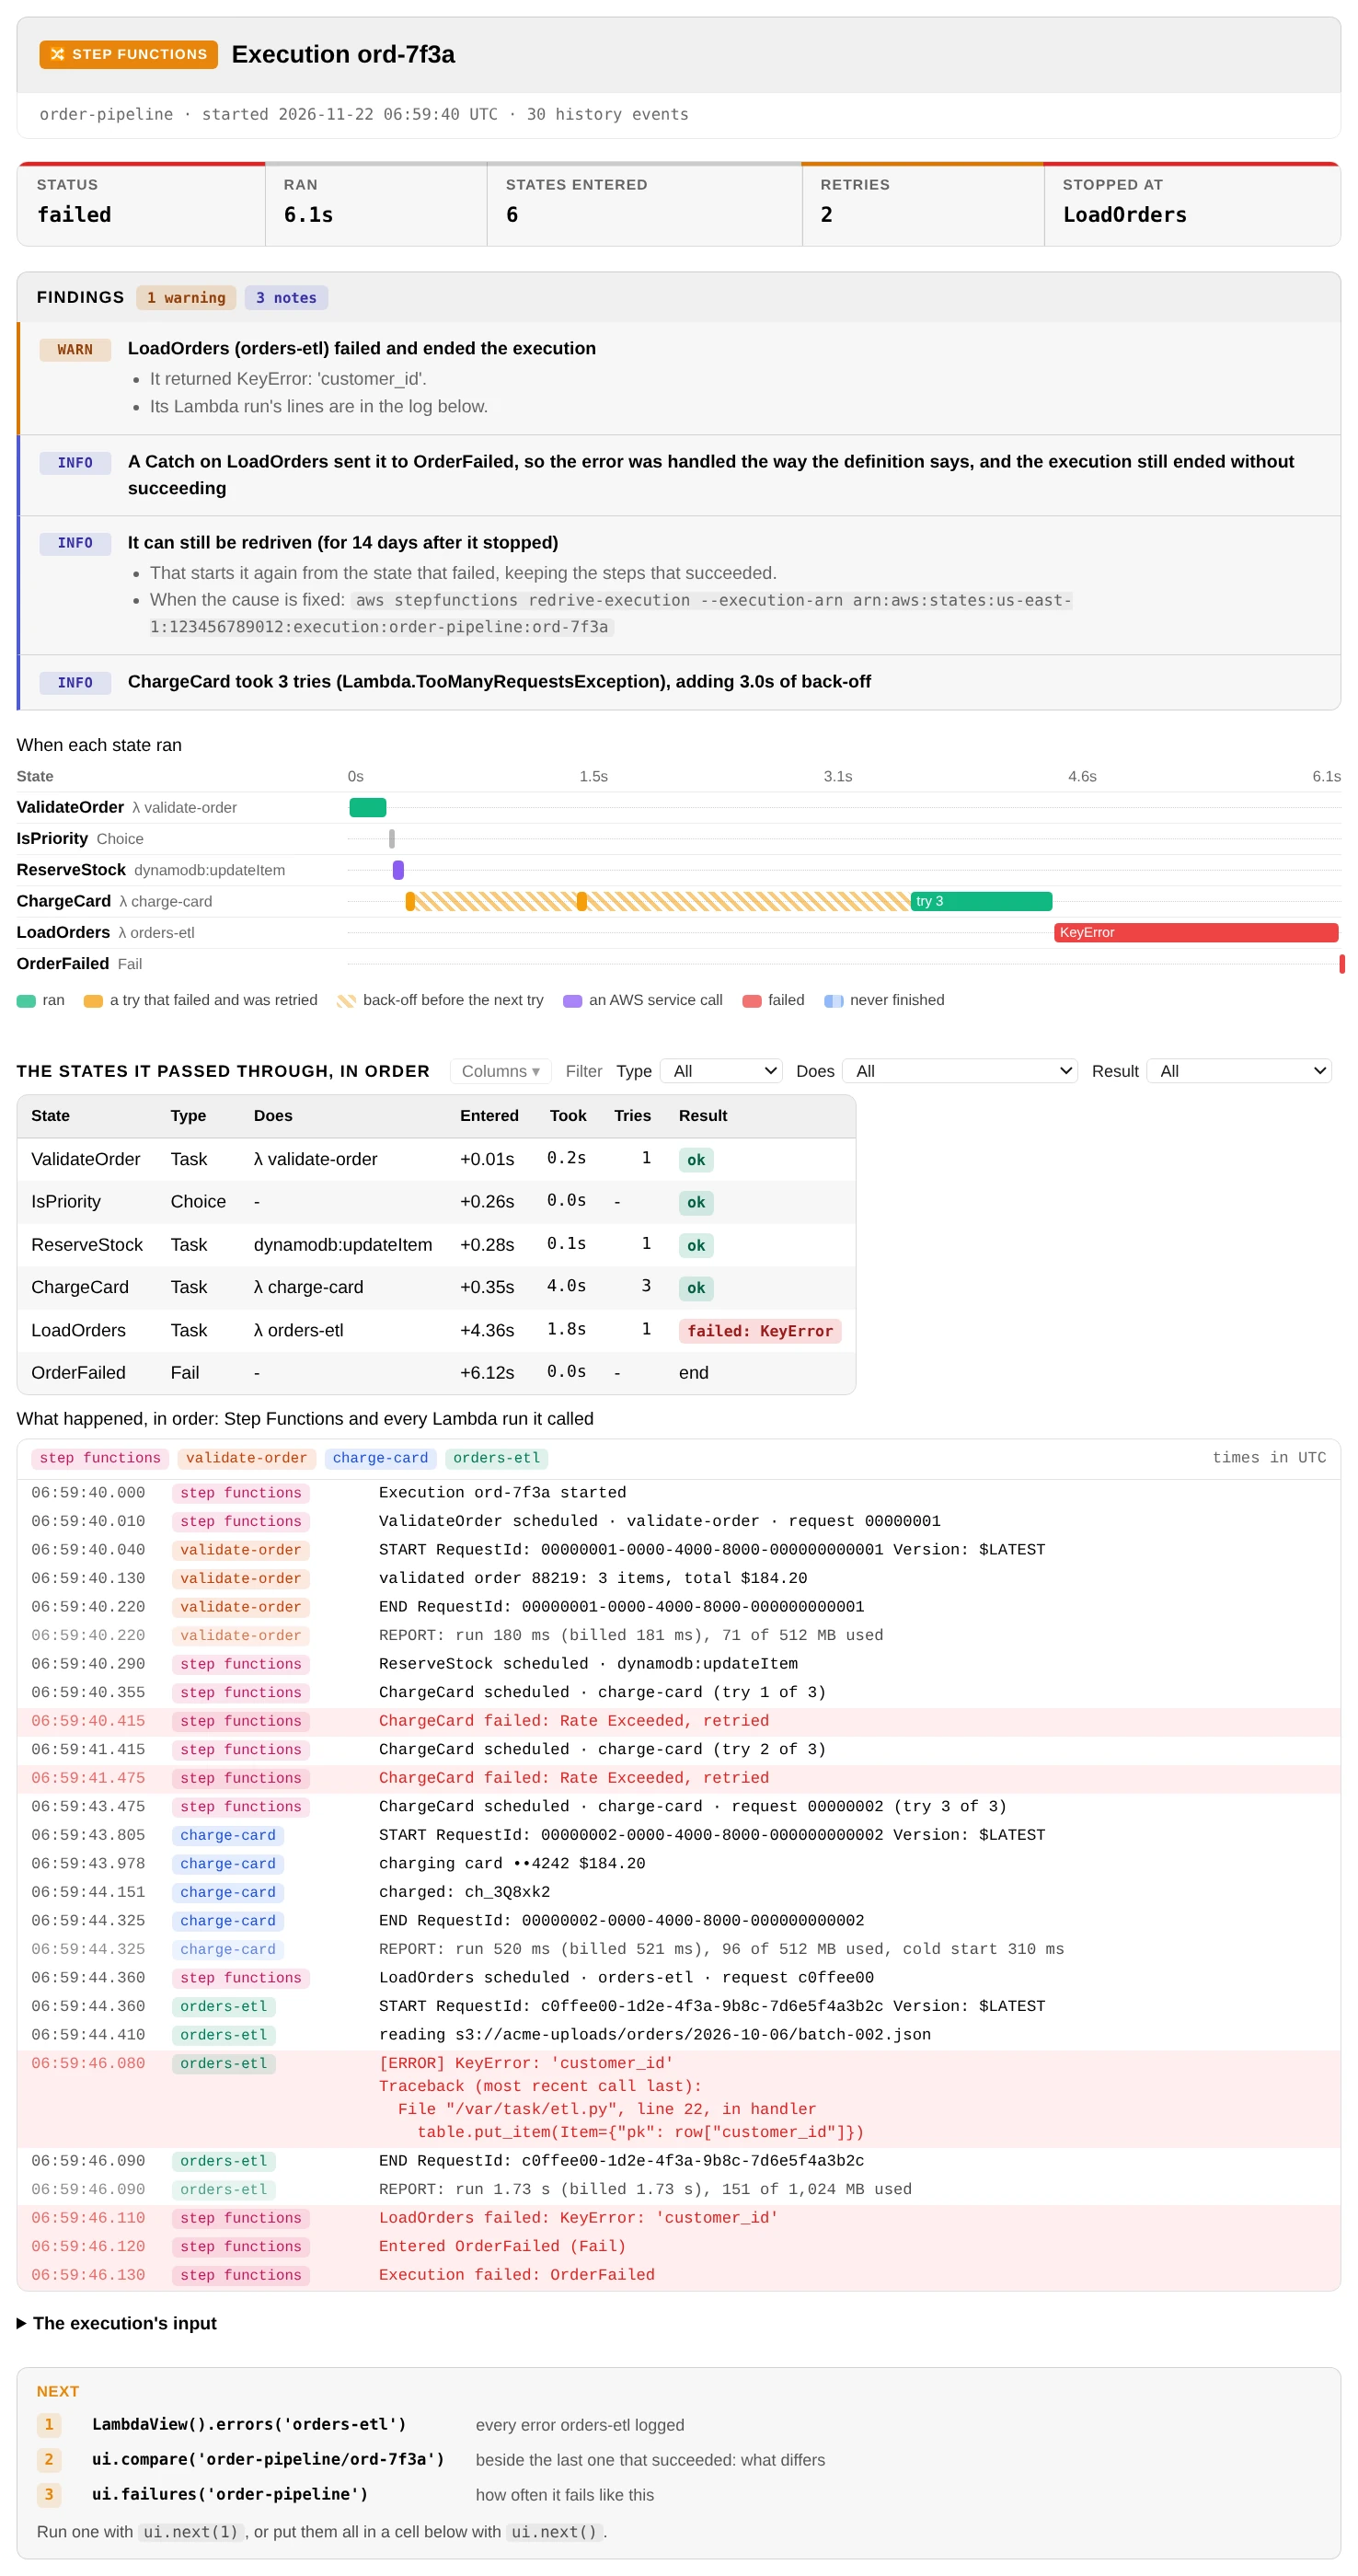 STEP FUNCTIONS Execution ord-7f3a
order-pipeline · started 2026-11-22 06:59:40 UTC · 30 history events
STATUS RAN STATES ENTERED RETRIES STOPPED AT
failed 6.1s 6 2 LoadOrders
FINDINGS 1 warning 3 notes
WARN LoadOrders (orders-etl) failed and ended the execution
• It returned KeyError: 'customer_id'.
• Its Lambda run's lines are in the log below.
INFO A Catch on LoadOrders sent it to OrderFailed, so the error was handled the way the definition says, and the execution still ended without
succeeding
INFO It can still be redriven (for 14 days after it stopped)
• That starts it again from the state that failed, keeping the steps that succeeded.
• When the cause is fixed: aws stepfunctions redrive-execution --execution-arn arn:aws:states:us-east-
1:123456789012:execution:order-pipeline:ord-7f3a
INFO ChargeCard took 3 tries (Lambda.TooManyRequestsException), adding 3.0s of back-off
When each state ran
State 0s 1.5s 3.1s 4.6s 6.1s
ValidateOrder λ validate-order
IsPriority Choice
ReserveStock dynamodb:updateItem
ChargeCard λ charge-card try 3
LoadOrders λ orders-etl KeyError
OrderFailed Fail
ran a try that failed and was retried back-off before the next try an AWS service call failed never finished
THE STATES IT PASSED THROUGH, IN ORDER Columns ▾ Filter Type All Does All Result All
State Type Does Entered Took Tries Result
ValidateOrder Task λ validate-order +0.01s 0.2s 1 ok
IsPriority Choice - +0.26s 0.0s - ok
ReserveStock Task dynamodb:updateItem +0.28s 0.1s 1 ok
ChargeCard Task λ charge-card +0.35s 4.0s 3 ok
LoadOrders Task λ orders-etl +4.36s 1.8s 1 failed: KeyError
OrderFailed Fail - +6.12s 0.0s - end
What happened, in order: Step Functions and every Lambda run it called
step functions validate-order charge-card orders-etl times in UTC
06:59:40.000 step functions Execution ord-7f3a started
06:59:40.010 step functions ValidateOrder scheduled · validate-order · request 00000001
06:59:40.040 validate-order START RequestId: 00000001-0000-4000-8000-000000000001 Version: $LATEST
06:59:40.130 validate-order validated order 88219: 3 items, total $184.20
06:59:40.220 validate-order END RequestId: 00000001-0000-4000-8000-000000000001
06:59:40.220 validate-order REPORT: run 180 ms (billed 181 ms), 71 of 512 MB used
06:59:40.290 step functions ReserveStock scheduled · dynamodb:updateItem
06:59:40.355 step functions ChargeCard scheduled · charge-card (try 1 of 3)
06:59:40.415 step functions ChargeCard failed: Rate Exceeded, retried
06:59:41.415 step functions ChargeCard scheduled · charge-card (try 2 of 3)
06:59:41.475 step functions ChargeCard failed: Rate Exceeded, retried
06:59:43.475 step functions ChargeCard scheduled · charge-card · request 00000002 (try 3 of 3)
06:59:43.805 charge-card START RequestId: 00000002-0000-4000-8000-000000000002 Version: $LATEST
06:59:43.978 charge-card charging card ••4242 $184.20
06:59:44.151 charge-card charged: ch_3Q8xk2
06:59:44.325 charge-card END RequestId: 00000002-0000-4000-8000-000000000002
06:59:44.325 charge-card REPORT: run 520 ms (billed 521 ms), 96 of 512 MB used, cold start 310 ms
06:59:44.360 step functions LoadOrders scheduled · orders-etl · request c0ffee00
06:59:44.360 orders-etl START RequestId: c0ffee00-1d2e-4f3a-9b8c-7d6e5f4a3b2c Version: $LATEST
06:59:44.410 orders-etl reading s3://acme-uploads/orders/2026-10-06/batch-002.json
06:59:46.080 orders-etl [ERROR] KeyError: 'customer_id'
Traceback (most recent call last):
File "/var/task/etl.py", line 22, in handler
table.put_item(Item={"pk": row["customer_id"]})
06:59:46.090 orders-etl END RequestId: c0ffee00-1d2e-4f3a-9b8c-7d6e5f4a3b2c
06:59:46.090 orders-etl REPORT: run 1.73 s (billed 1.73 s), 151 of 1,024 MB used
06:59:46.110 step functions LoadOrders failed: KeyError: 'customer_id'
06:59:46.120 step functions Entered OrderFailed (Fail)
06:59:46.130 step functions Execution failed: OrderFailed
▶ The execution's input
NEXT
1 LambdaView().errors('orders-etl') every error orders-etl logged
2 ui.compare('order-pipeline/ord-7f3a') beside the last one that succeeded: what differs
3 ui.failures('order-pipeline') how often it fails like this
Run one with ui.next(1), or put them all in a cell below with ui.next().